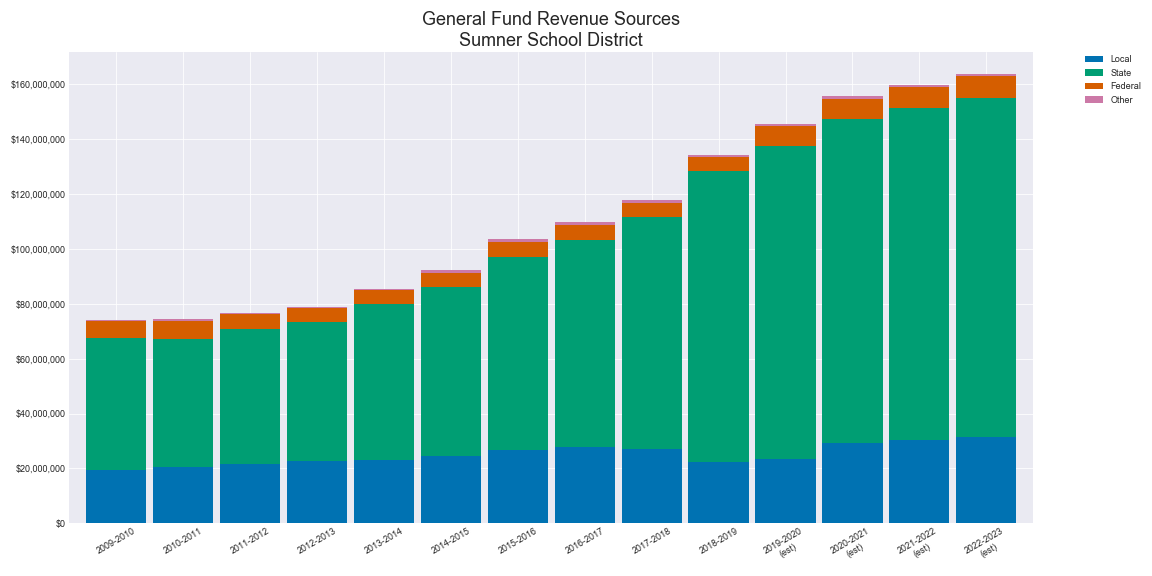 General Fund Revenue Sources
Sumner School District
Local
State
Federal
Other
$160,000,000
$140,000,000
$120,000,000
$100,000,000
$80,000,000
$60,000,000
$40,000,000
$20,000,000
$0
2009-2010
2010-2011
2011-2012
2012-2013
2013-2014
2014-2015
2015-2016
2016-2017
2017-2018
2018-2019
2019-2020
(est)
2020-2021
(est)
2021-2022
(est)
2022-2023
(est)